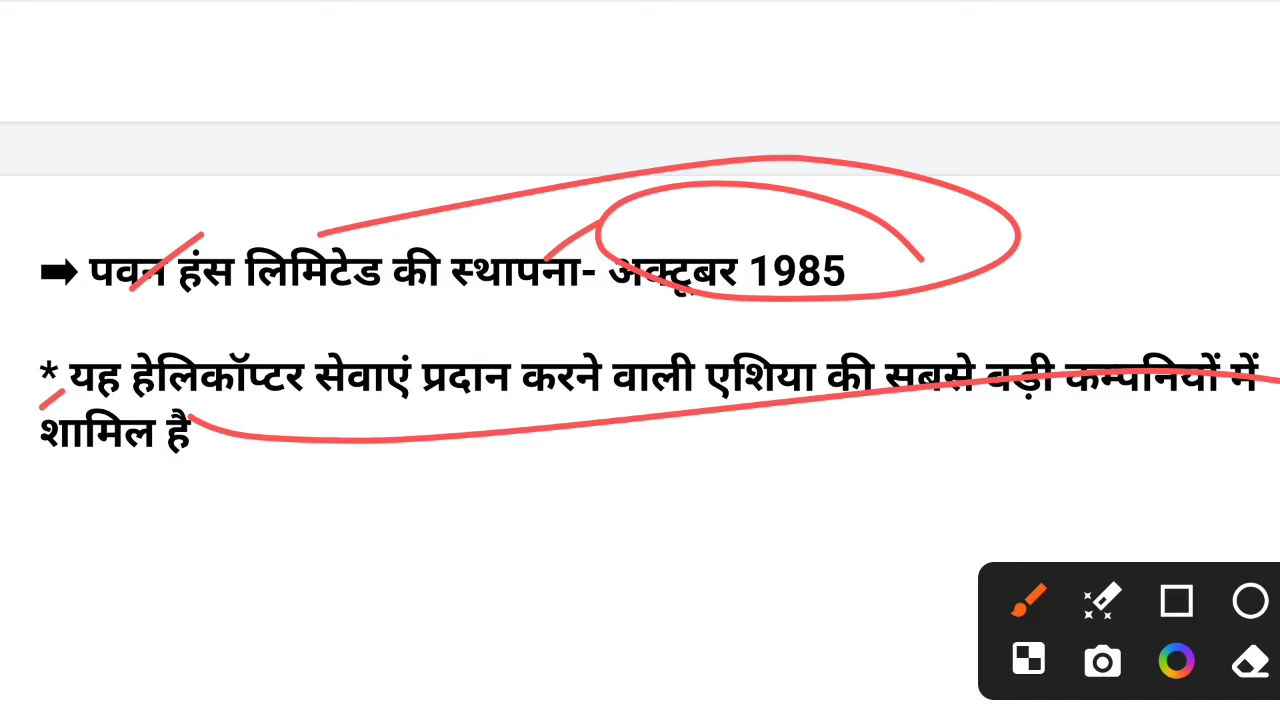 ➡ पवन हंस लिमिटेड की स्थापना- अक्टूबर 1985
* यह हेलिकॉप्टर सेवाएं प्रदान करने वाली एशिया की सबसे बड़ी कम्पनियों में
शामिल है